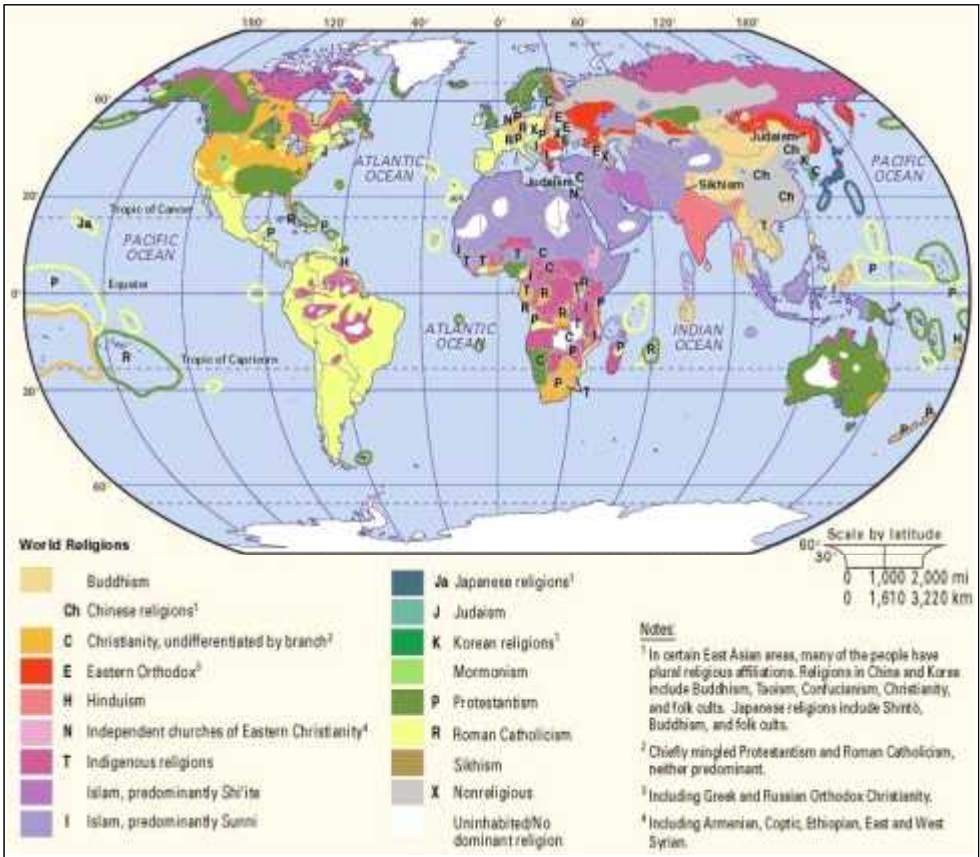 180° 120° 60° 0° 60° 120° 180°
60°
20°
0°
60°
ATLANTIC
OCEAN
PACIFIC
OCEAN
Judaism
Ch
K
C
Judaism
Sikhism
Ch
Ch
Tropic of Cancer
Ja
PACIFIC
OCEAN
Equator
ATLANTIC
OCEAN
INDIAN
OCEAN
Tropic of Capricorn
P
R
World Religions
Buddhism
Ch Chinese religions¹
C Christianity, undifferentiated by branch²
E Eastern Orthodox³
H Hinduism
N Independent churches of Eastern Christianity⁴
T Indigenous religions
Islam, predominantly Shi'ite
I Islam, predominantly Sunni
Ja Japanese religions¹
J Judaism
K Korean religions¹
Mormonism
P Protestantism
R Roman Catholicism
Sikhism
X Nonreligious
Uninhabited/No
dominant religion
Scale by latitude
60°
30°
0 1,000 2,000 mi
0 1,610 3,220 km
Notes:
¹ In certain East Asian areas, many of the people have
plural religious affiliations. Religions in China and Korea
include Buddhism, Taoism, Confucianism, Christianity,
and folk cults. Japanese religions include Shinto,
Buddhism, and folk cults.
² Chiefly mingled Protestantism and Roman Catholicism,
neither predominant.
³ Including Greek and Russian Orthodox Christianity.
⁴ Including Armenian, Coptic, Ethiopian, East and West
Syrian.